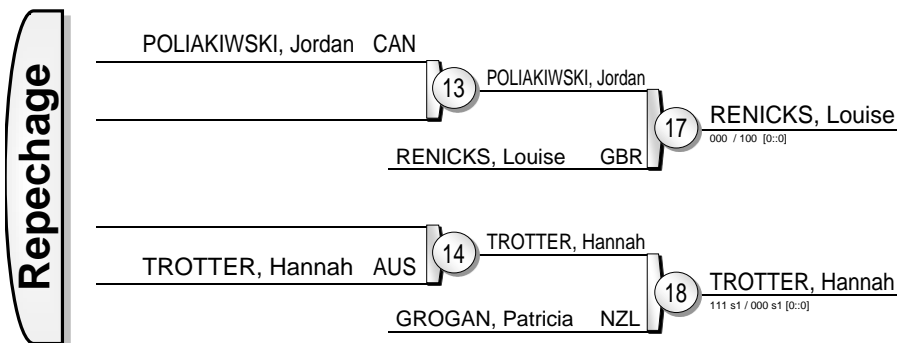 Repechage
POLIAKIWSKI, Jordan CAN
13
POLIAKIWSKI, Jordan
RENICKS, Louise GBR
17
RENICKS, Louise
000 / 100 [0::0]
TROTTER, Hannah AUS
14
TROTTER, Hannah
GROGAN, Patricia NZL
18
TROTTER, Hannah
111 s1 / 000 s1 [0::0]